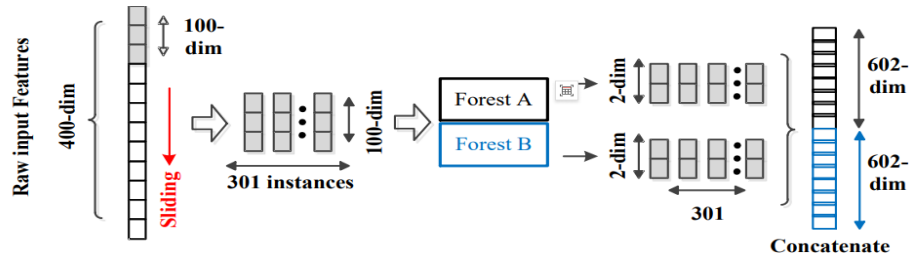 Raw input Features
400-dim
100-
dim
Sliding
100-dim
301 instances
Forest A
Forest B
2-dim
2-dim
301
602-
dim
602-
dim
Concatenate